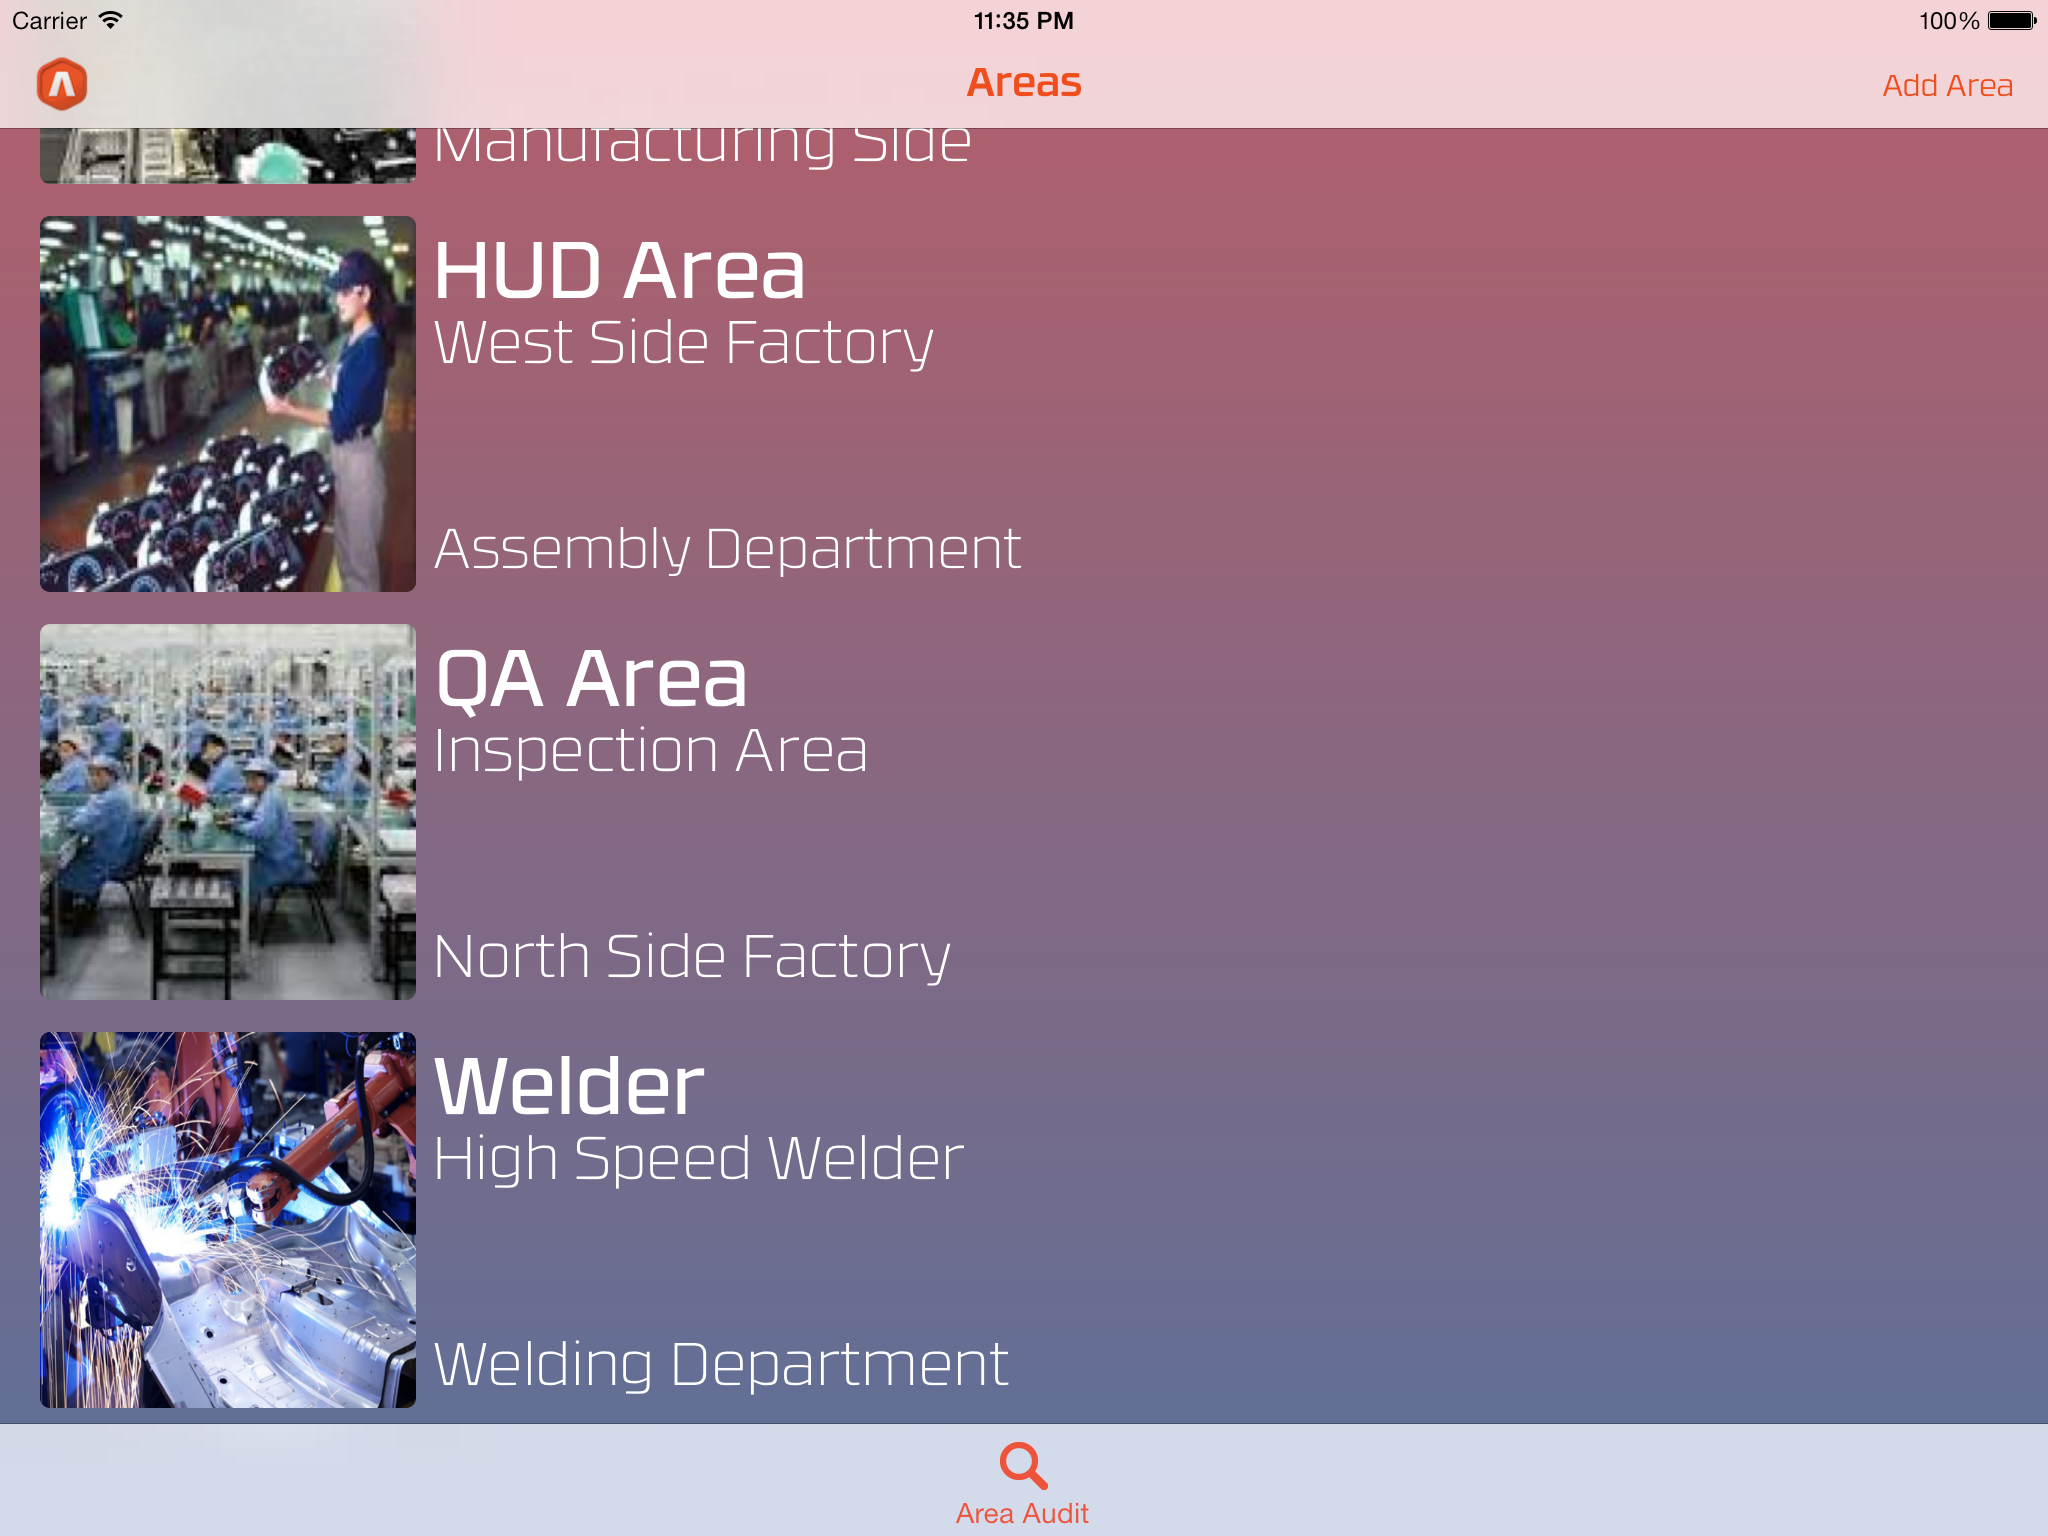 Carrier 11:35 PM 100%
Areas Add Area
Manufacturing Side
HUD Area
West Side Factory
Assembly Department
QA Area
Inspection Area
North Side Factory
Welder
High Speed Welder
Welding Department
Area Audit